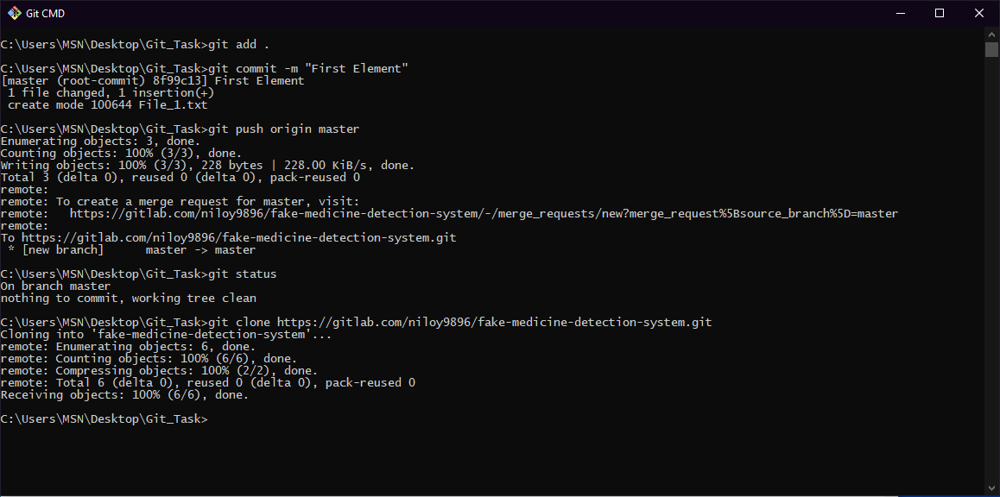 Git CMD
C:\Users\MSN\Desktop\Git_Task>git add .
C:\Users\MSN\Desktop\Git_Task>git commit -m "First Element"
[master (root-commit) 8f99c13] First Element
 1 file changed, 1 insertion(+)
 create mode 100644 File_1.txt
C:\Users\MSN\Desktop\Git_Task>git push origin master
Enumerating objects: 3, done.
Counting objects: 100% (3/3), done.
Writing objects: 100% (3/3), 228 bytes | 228.00 KiB/s, done.
Total 3 (delta 0), reused 0 (delta 0), pack-reused 0
remote:
remote: To create a merge request for master, visit:
remote:   https://gitlab.com/niloy9896/fake-medicine-detection-system/-/merge_requests/new?merge_request%5Bsource_branch%5D=master
remote:
To https://gitlab.com/niloy9896/fake-medicine-detection-system.git
 * [new branch]      master -> master
C:\Users\MSN\Desktop\Git_Task>git status
On branch master
nothing to commit, working tree clean
C:\Users\MSN\Desktop\Git_Task>git clone https://gitlab.com/niloy9896/fake-medicine-detection-system.git
Cloning into 'fake-medicine-detection-system'...
remote: Enumerating objects: 6, done.
remote: Counting objects: 100% (6/6), done.
remote: Compressing objects: 100% (2/2), done.
remote: Total 6 (delta 0), reused 0 (delta 0), pack-reused 0
Receiving objects: 100% (6/6), done.
C:\Users\MSN\Desktop\Git_Task>